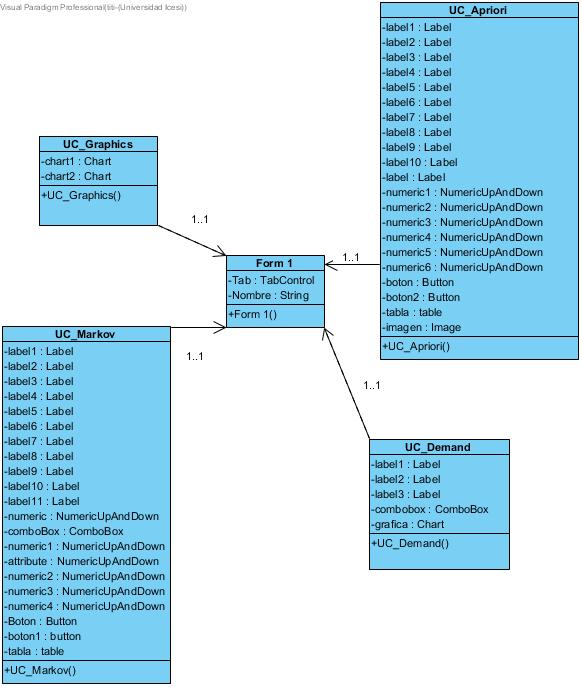 Visual Paradigm Professional(titi-(Universidad Icesi))
UC_Apriori
-label1 : Label
-label2 : Label
-label3 : Label
-label4 : Label
-label5 : Label
-label6 : Label
-label7 : Label
-label8 : Label
-label9 : Label
-label10 : Label
-label : Label
-numeric1 : NumericUpAndDown
-numeric2 : NumericUpAndDown
-numeric3 : NumericUpAndDown
-numeric4 : NumericUpAndDown
-numeric5 : NumericUpAndDown
-numeric6 : NumericUpAndDown
-boton : Button
-boton2 : Button
-tabla : table
-imagen : Image
+UC_Apriori()
UC_Graphics
-chart1 : Chart
-chart2 : Chart
+UC_Graphics()
1..1
1..1
Form 1
-Tab : TabControl
-Nombre : String
+Form 1()
1..1
1..1
UC_Markov
-label1 : Label
-label2 : Label
-label3 : Label
-label4 : Label
-label5 : Label
-label6 : Label
-label7 : Label
-label8 : Label
-label9 : Label
-label10 : Label
-label11 : Label
-numeric : NumericUpAndDown
-comboBox : ComboBox
-numeric1 : NumericUpAndDown
-attribute : NumericUpAndDown
-numeric2 : NumericUpAndDown
-numeric3 : NumericUpAndDown
-numeric4 : NumericUpAndDown
-Boton : Button
-boton1 : button
-tabla : table
+UC_Markov()
UC_Demand
-label1 : Label
-label2 : Label
-label3 : Label
-combobox : ComboBox
-grafica : Chart
+UC_Demand()